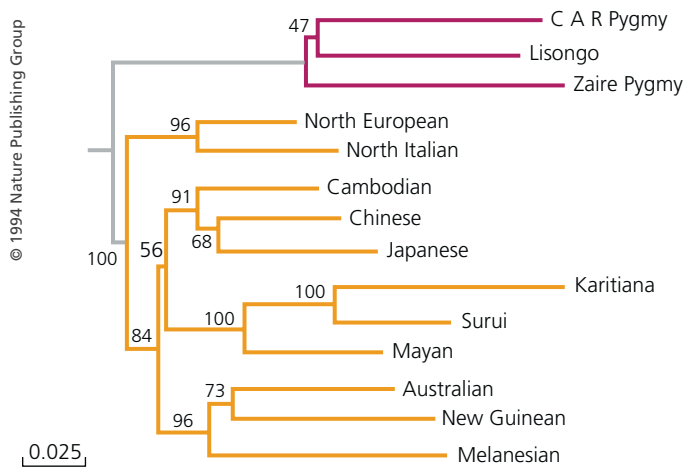 © 1994 Nature Publishing Group
47
C A R Pygmy
Lisongo
Zaire Pygmy
96
North European
North Italian
91
Cambodian
Chinese
68
Japanese
100
56
100
Karitiana
100
Surui
Mayan
84
73
Australian
New Guinean
96
Melanesian
0.025